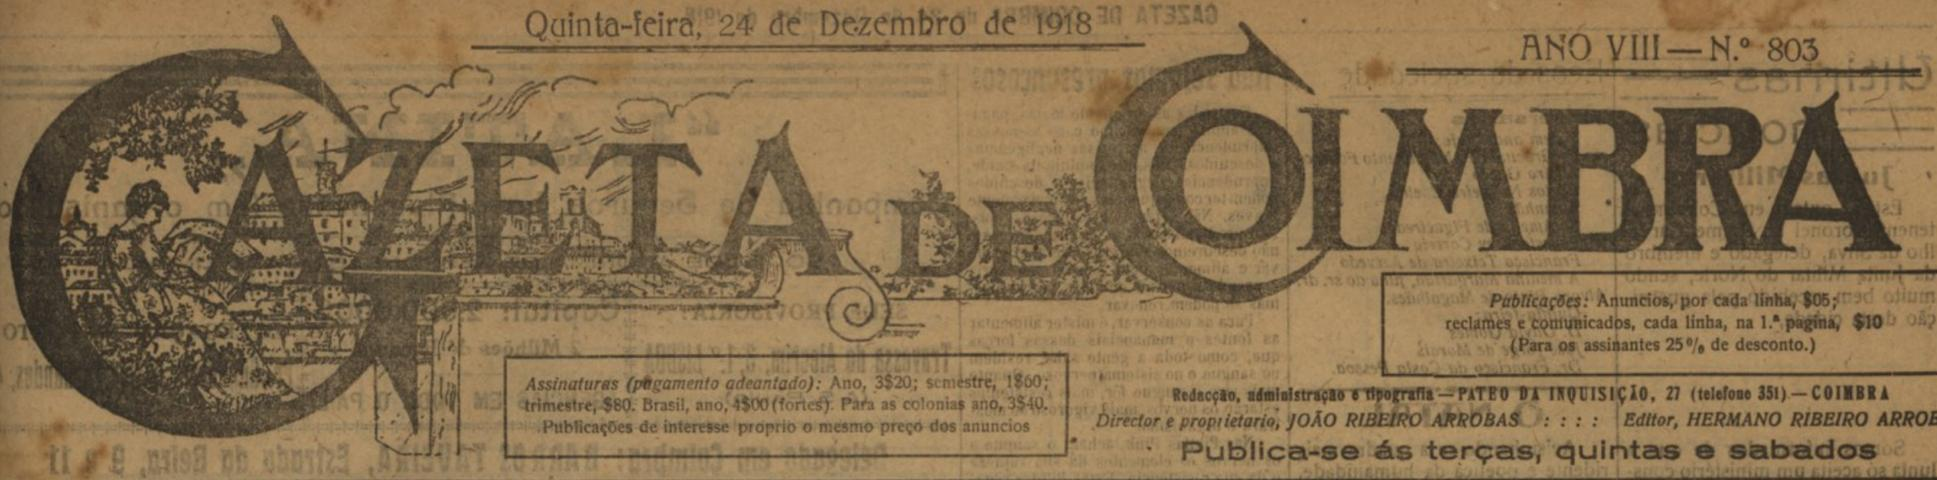 Quinta-feira, 24 de Dezembro de 1918
ANO VIII — N.º 803
GAZETA DE COIMBRA
Publicações: Anuncios, por cada linha, $05;
reclames e comunicados, cada linha, na 1.ª pagina, $10
(Para os assinantes 25% de desconto.)
Assinaturas (pagamento adeantado): Ano, 3$20; semestre, 1$60;
trimestre, $80. Brasil, ano, 4$00 (fortes). Para as colonias ano, 3$40.
Publicações de interesse proprio o mesmo preço dos anuncios
Redacção, administração e tipografia — PATEO DA INQUISIÇÃO, 27 (telefone 351). — COIMBRA
Director e proprietario, JOÃO RIBEIRO ARROBAS : : : : Editor, HERMANO RIBEIRO ARROB
Publica-se ás terças, quintas e sabados